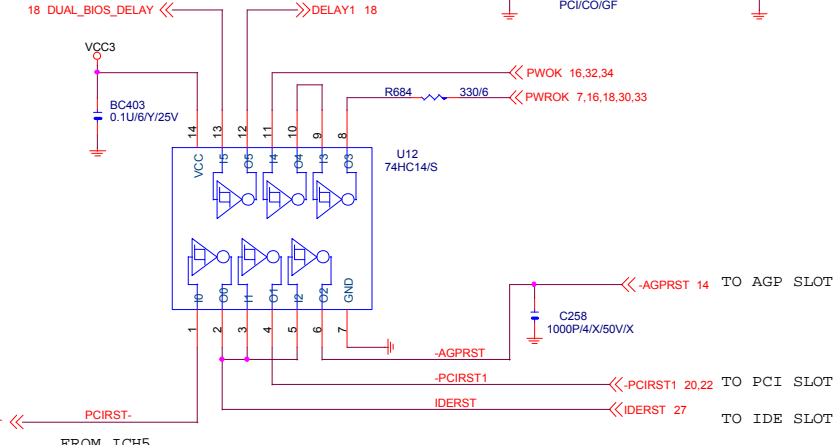 PCI/CO/GF
18 DUAL_BIOS_DELAY
DELAY1 18
VCC3
PWOK 16,32,34
R684
330/6
PWROK 7,16,18,30,33
BC403
0.1U/6/Y/25V
14
13
12
11
10
9
8
U12
74HC14/S
VCC
I5
O5
I4
O4
I3
O3
I0
O0
I1
O1
I2
O2
GND
1
2
3
4
5
6
7
-AGPRST 14
TO AGP SLOT
C258
1000P/4/X/50V/X
-AGPRST
-PCIRST1
-PCIRST1 20,22
TO PCI SLOT
IDERST
IDERST 27
TO IDE SLOT
PCIRST-
FROM ICH5